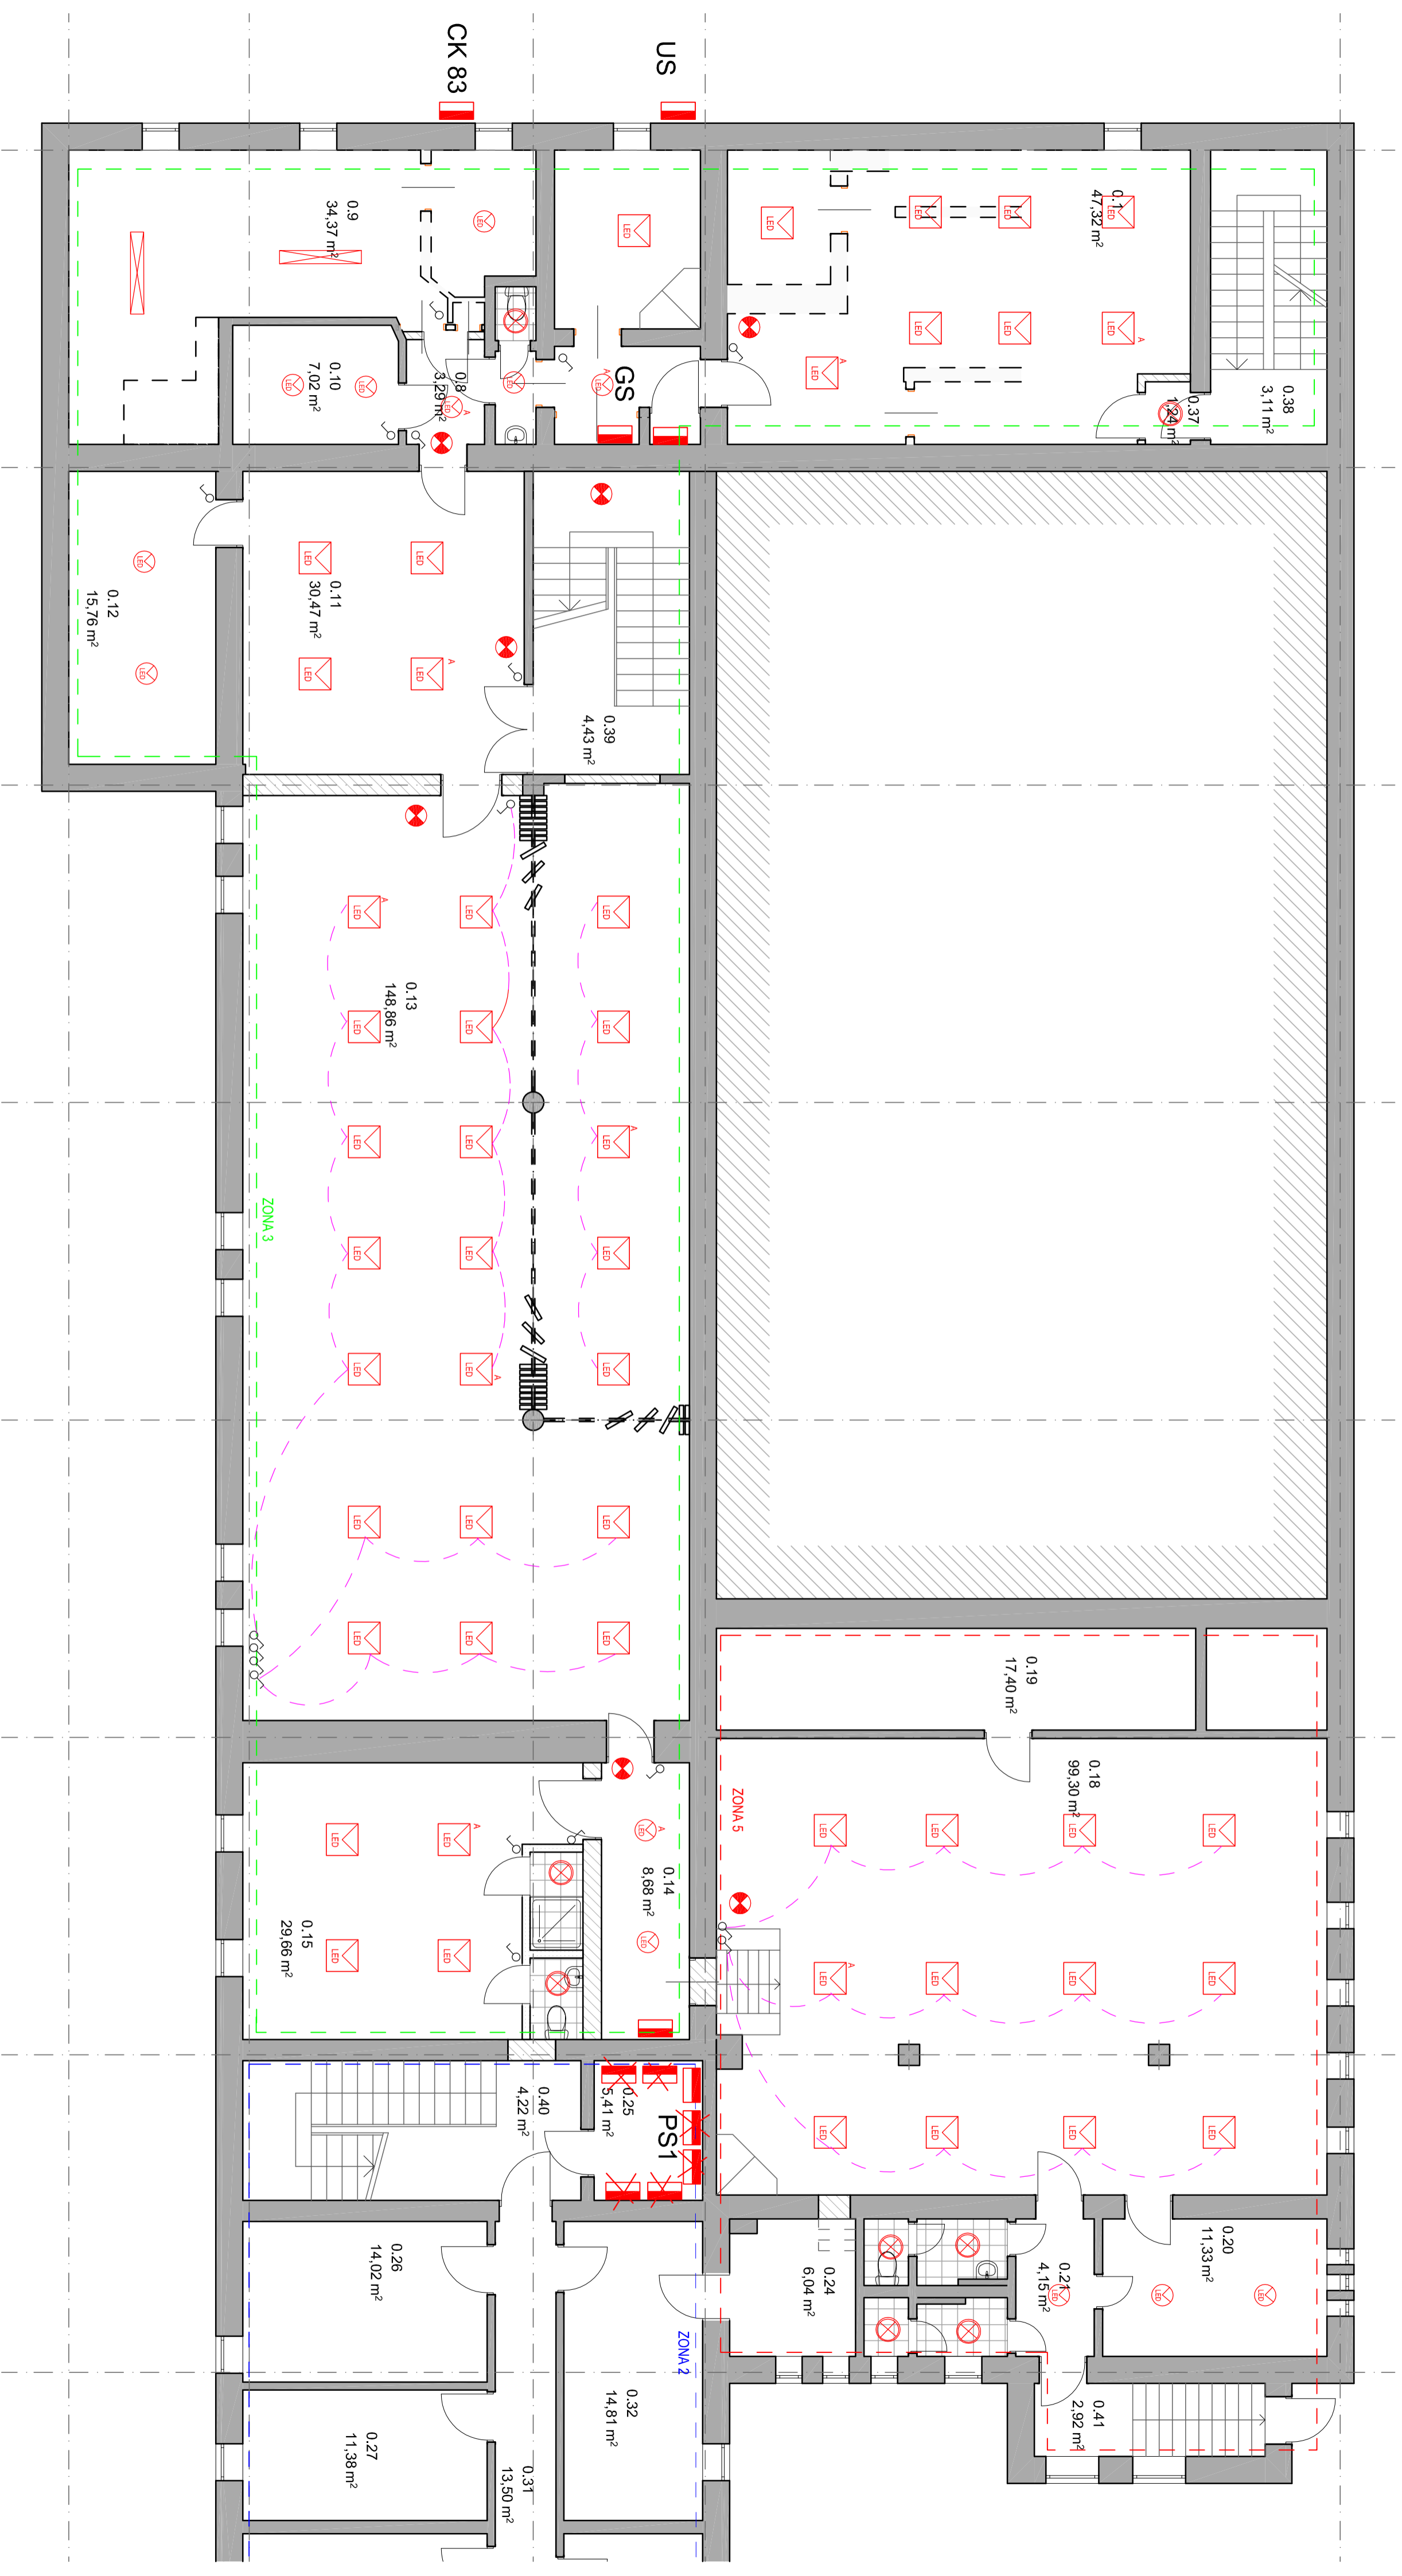 CK 83
US
0.9
34,37 m²
47,32 m²
0.38
3,11 m²
0.37
1,24 m²
0.10
7,02 m²
0.8
3,29 m²
GS
0.11
30,47 m²
0.12
15,76 m²
0.39
4,43 m²
0.13
148,86 m²
ZONA 3
0.19
17,40 m²
0.18
99,30 m²
ZONA 5
0.14
8,68 m²
0.15
29,66 m²
0.40
4,22 m²
0.25
5,41 m²
PS1
0.20
11,33 m²
0.21
4,15 m²
0.24
6,04 m²
0.26
14,02 m²
ZONA 2
0.32
14,81 m²
0.41
2,92 m²
0.27
11,38 m²
0.31
13,50 m²
LED
A